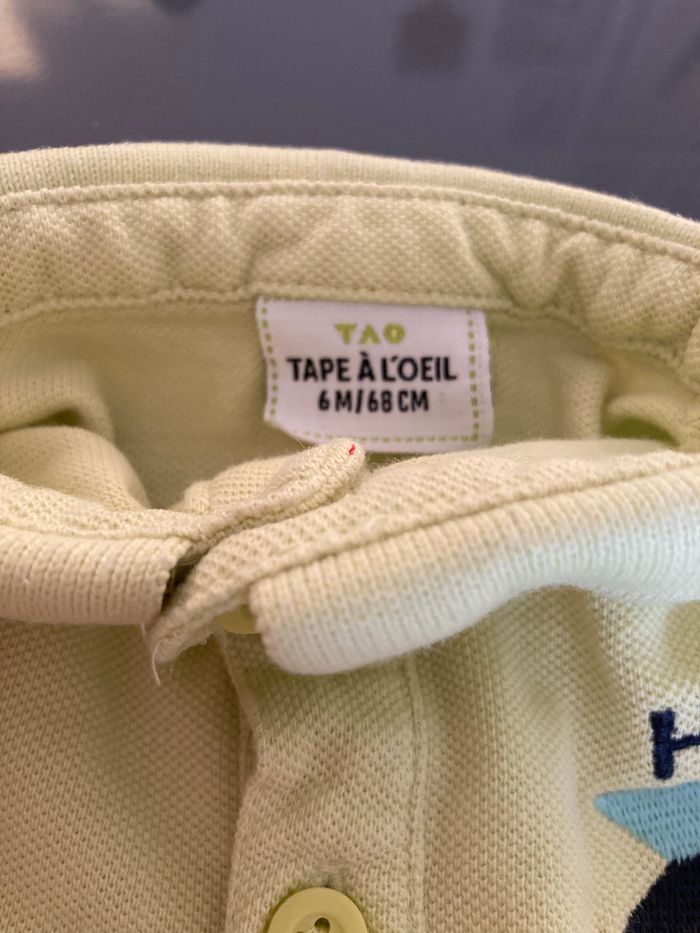 TAO
TAPE À L'OEIL
6M/68CM
H